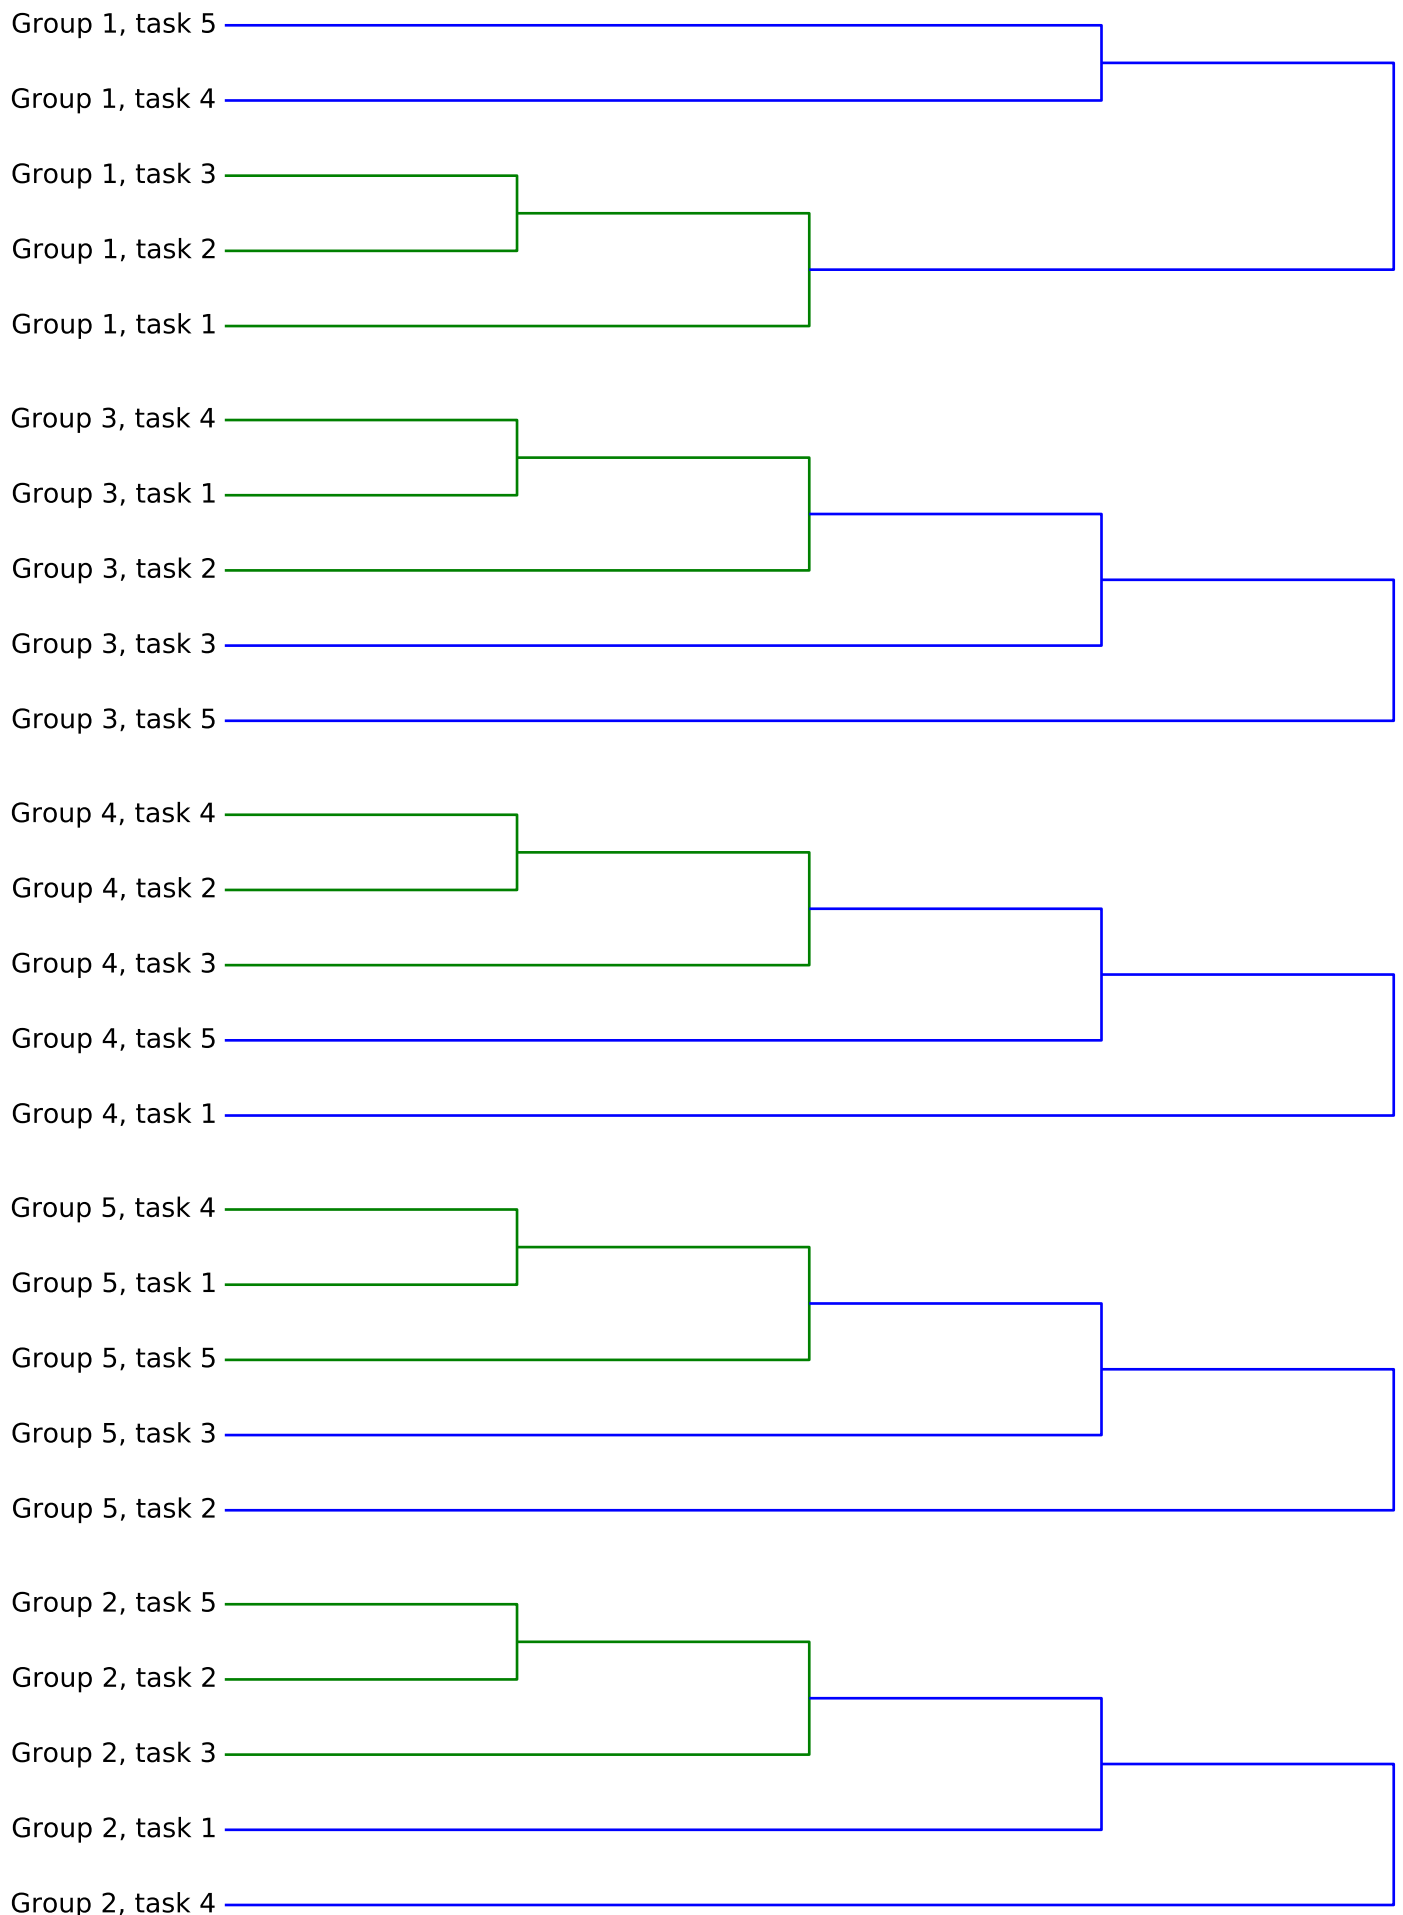 Group 1, task 5
Group 1, task 4
Group 1, task 3
Group 1, task 2
Group 1, task 1
Group 3, task 4
Group 3, task 1
Group 3, task 2
Group 3, task 3
Group 3, task 5
Group 4, task 4
Group 4, task 2
Group 4, task 3
Group 4, task 5
Group 4, task 1
Group 5, task 4
Group 5, task 1
Group 5, task 5
Group 5, task 3
Group 5, task 2
Group 2, task 5
Group 2, task 2
Group 2, task 3
Group 2, task 1
Group 2, task 4